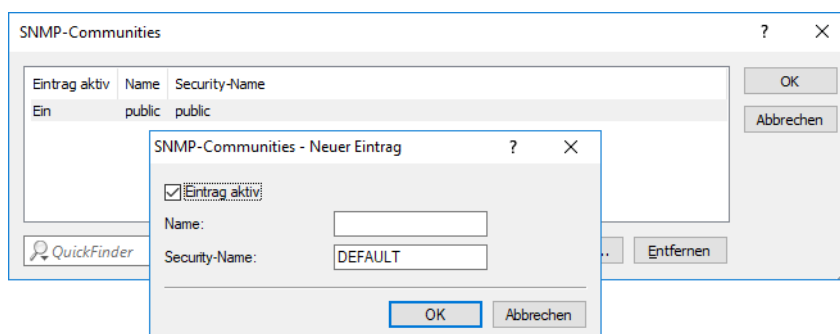 SNMP-Communities ? X
Eintrag aktiv Name Security-Name
Ein public public
OK
Abbrechen
SNMP-Communities - Neuer Eintrag ? X
Eintrag aktiv
Name:
Security-Name: DEFAULT
OK Abbrechen
QuickFinder
.. Entfernen